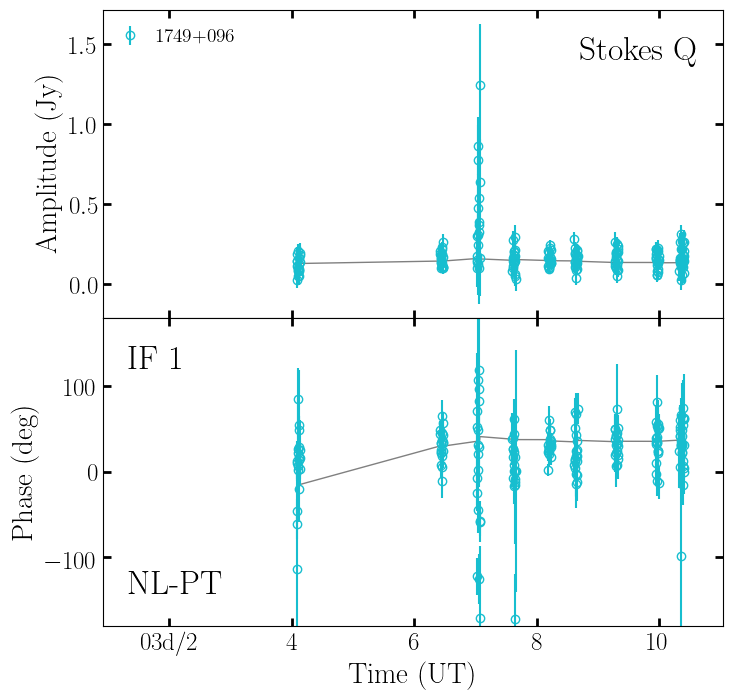 1749+096
Stokes Q
Amplitude (Jy)
1.5
1.0
0.5
0.0
IF 1
Phase (deg)
100
0
−100
NL-PT
03d/2
4
6
8
10
Time (UT)